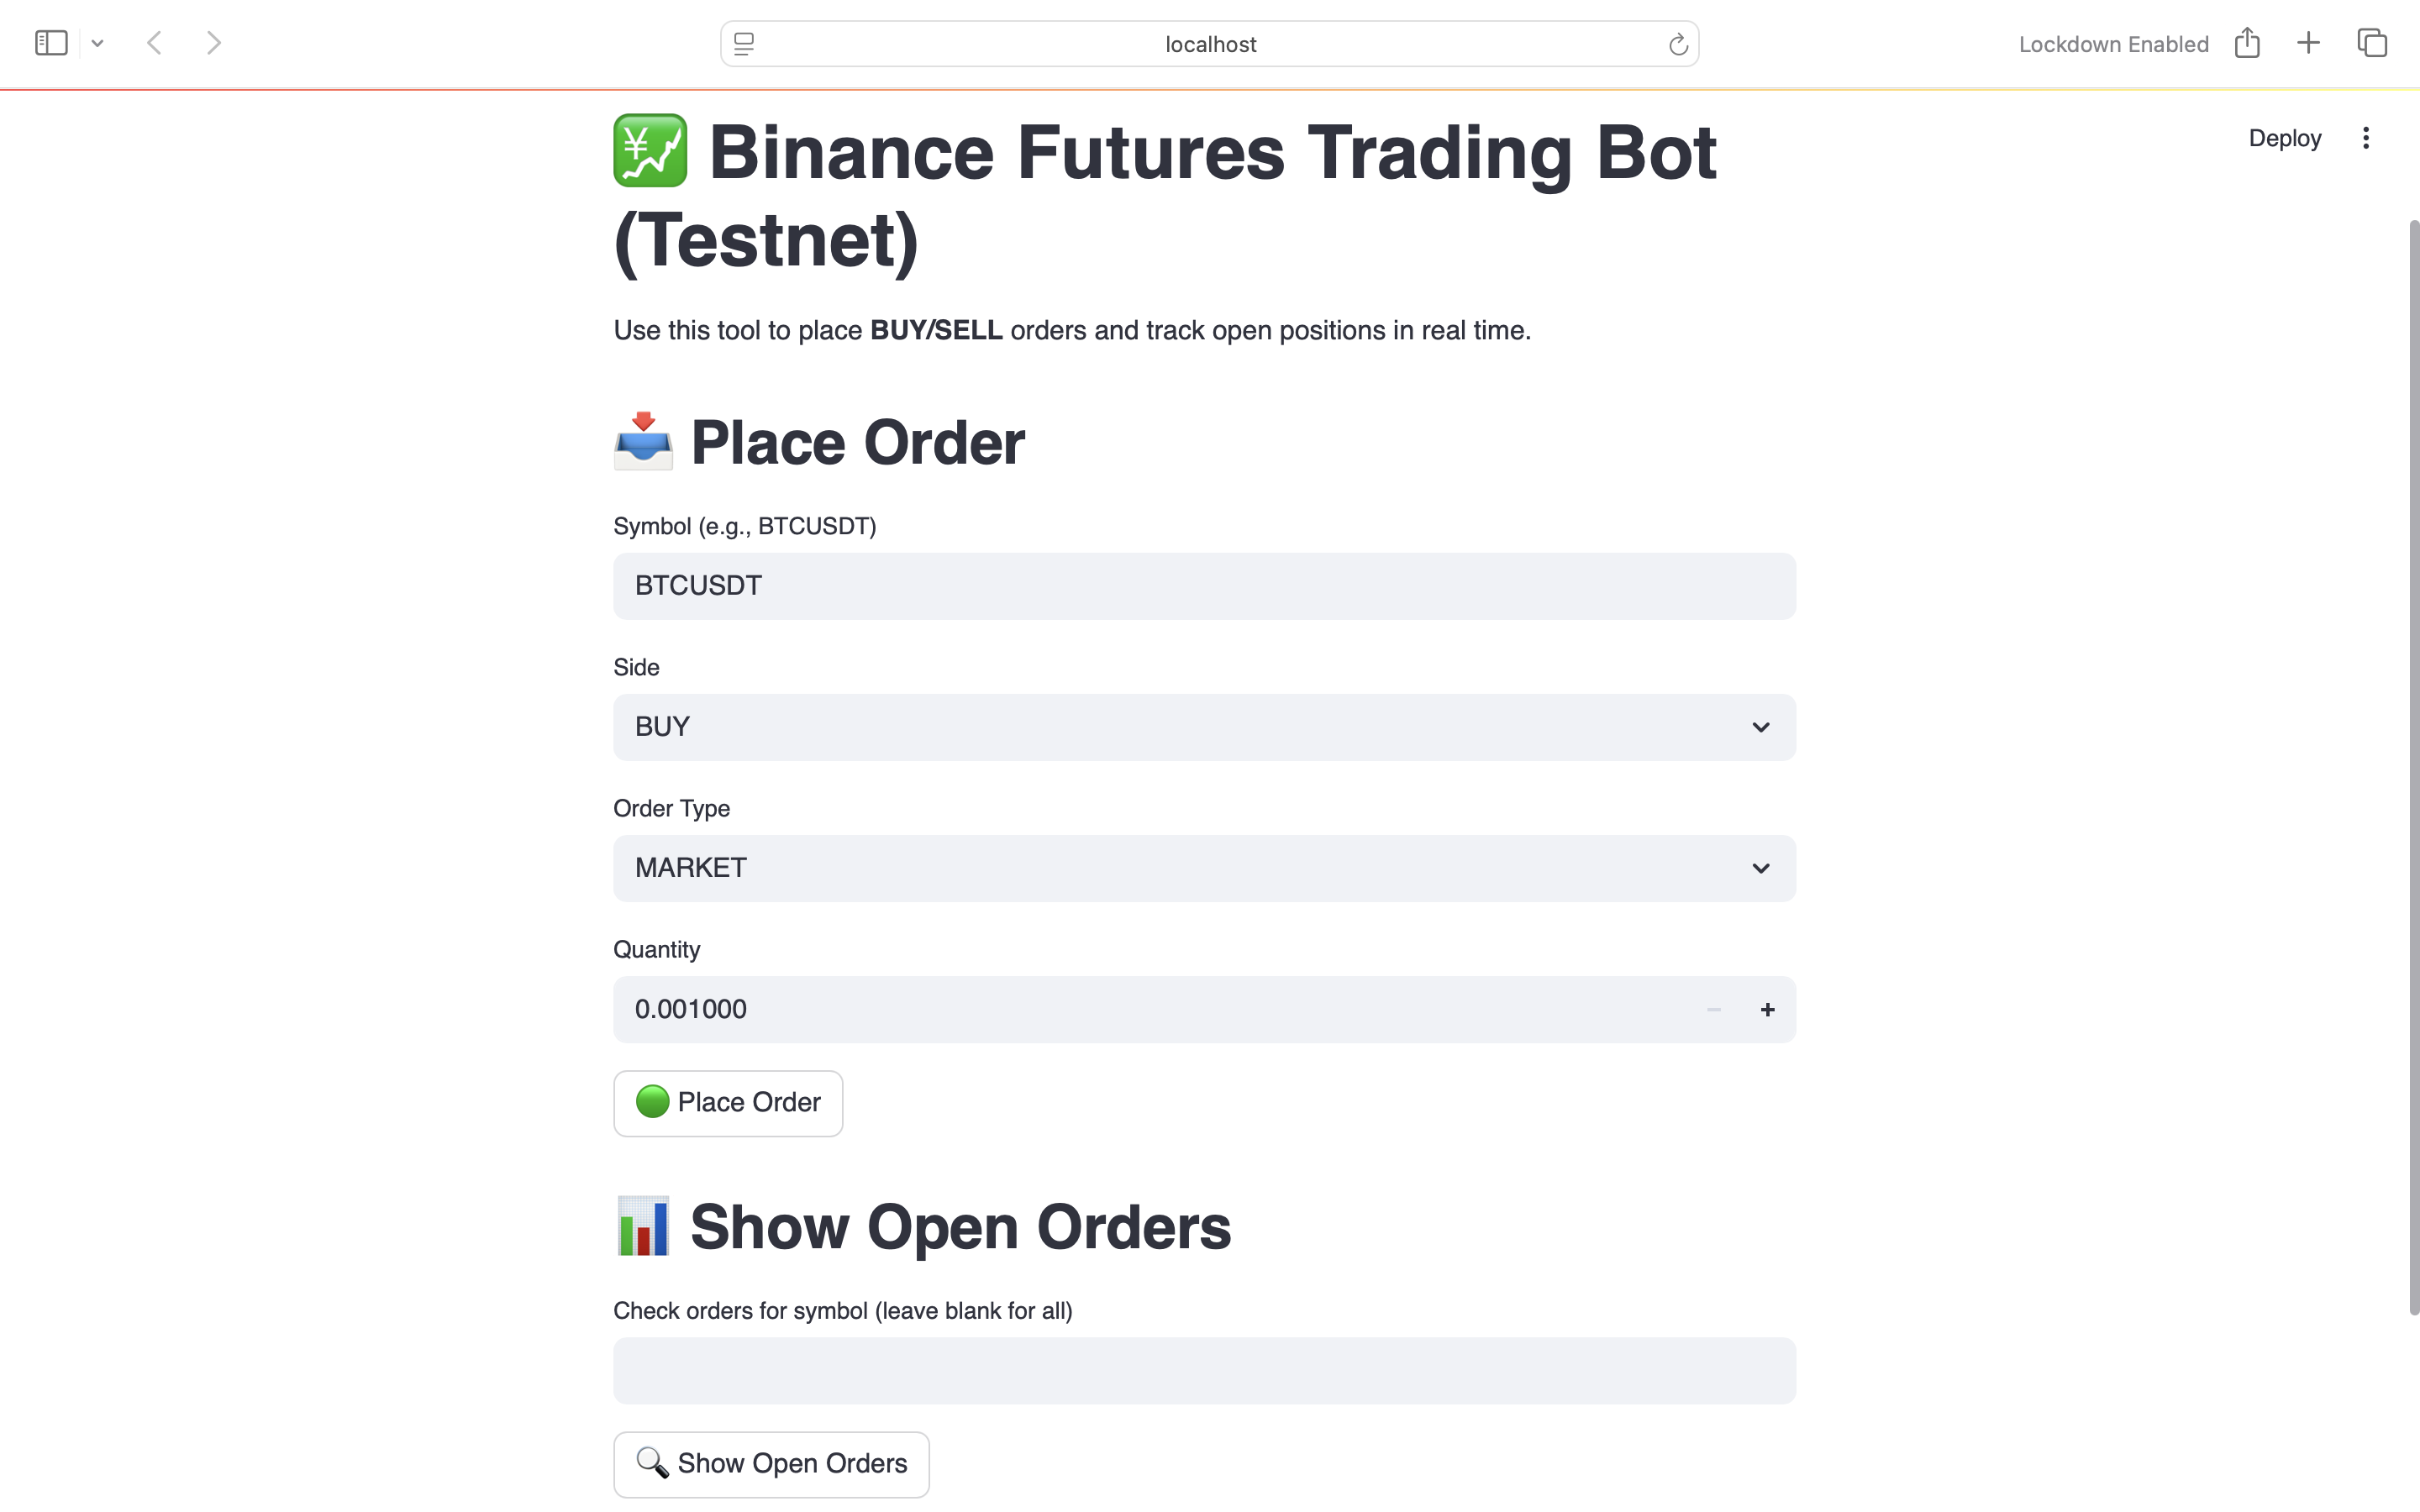 localhost
Lockdown Enabled
Deploy
Binance Futures Trading Bot
(Testnet)
Use this tool to place BUY/SELL orders and track open positions in real time.
Place Order
Symbol (e.g., BTCUSDT)
BTCUSDT
Side
BUY
Order Type
MARKET
Quantity
0.001000
Place Order
Show Open Orders
Check orders for symbol (leave blank for all)
Show Open Orders